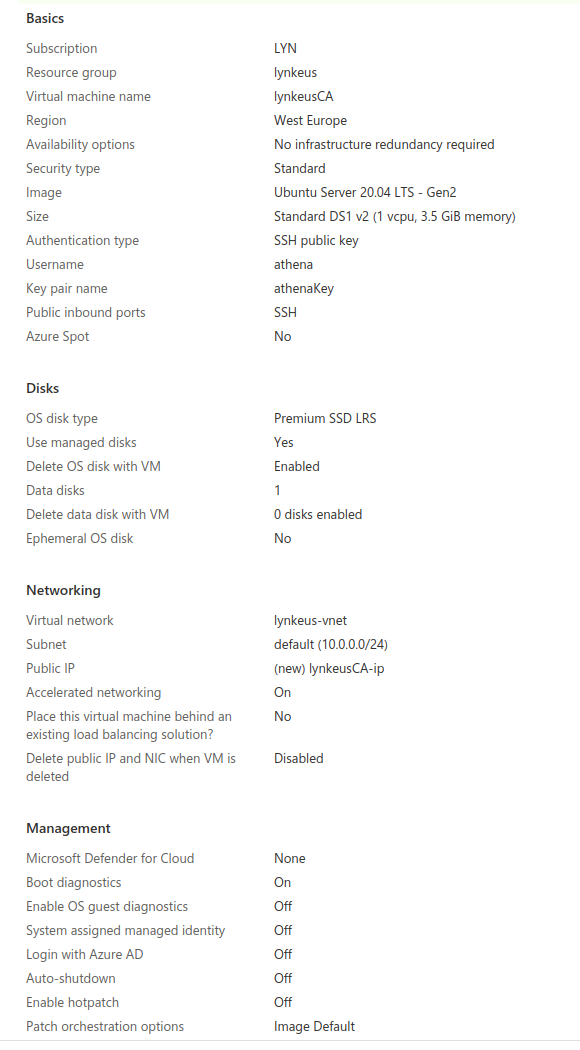 Basics
Subscription LYN
Resource group lynkeus
Virtual machine name lynkeusCA
Region West Europe
Availability options No infrastructure redundancy required
Security type Standard
Image Ubuntu Server 20.04 LTS - Gen2
Size Standard DS1 v2 (1 vcpu, 3.5 GiB memory)
Authentication type SSH public key
Username athena
Key pair name athenaKey
Public inbound ports SSH
Azure Spot No
Disks
OS disk type Premium SSD LRS
Use managed disks Yes
Delete OS disk with VM Enabled
Data disks 1
Delete data disk with VM 0 disks enabled
Ephemeral OS disk No
Networking
Virtual network lynkeus-vnet
Subnet default (10.0.0.0/24)
Public IP (new) lynkeusCA-ip
Accelerated networking On
Place this virtual machine behind an No
existing load balancing solution?
Delete public IP and NIC when VM is Disabled
deleted
Management
Microsoft Defender for Cloud None
Boot diagnostics On
Enable OS guest diagnostics Off
System assigned managed identity Off
Login with Azure AD Off
Auto-shutdown Off
Enable hotpatch Off
Patch orchestration options Image Default